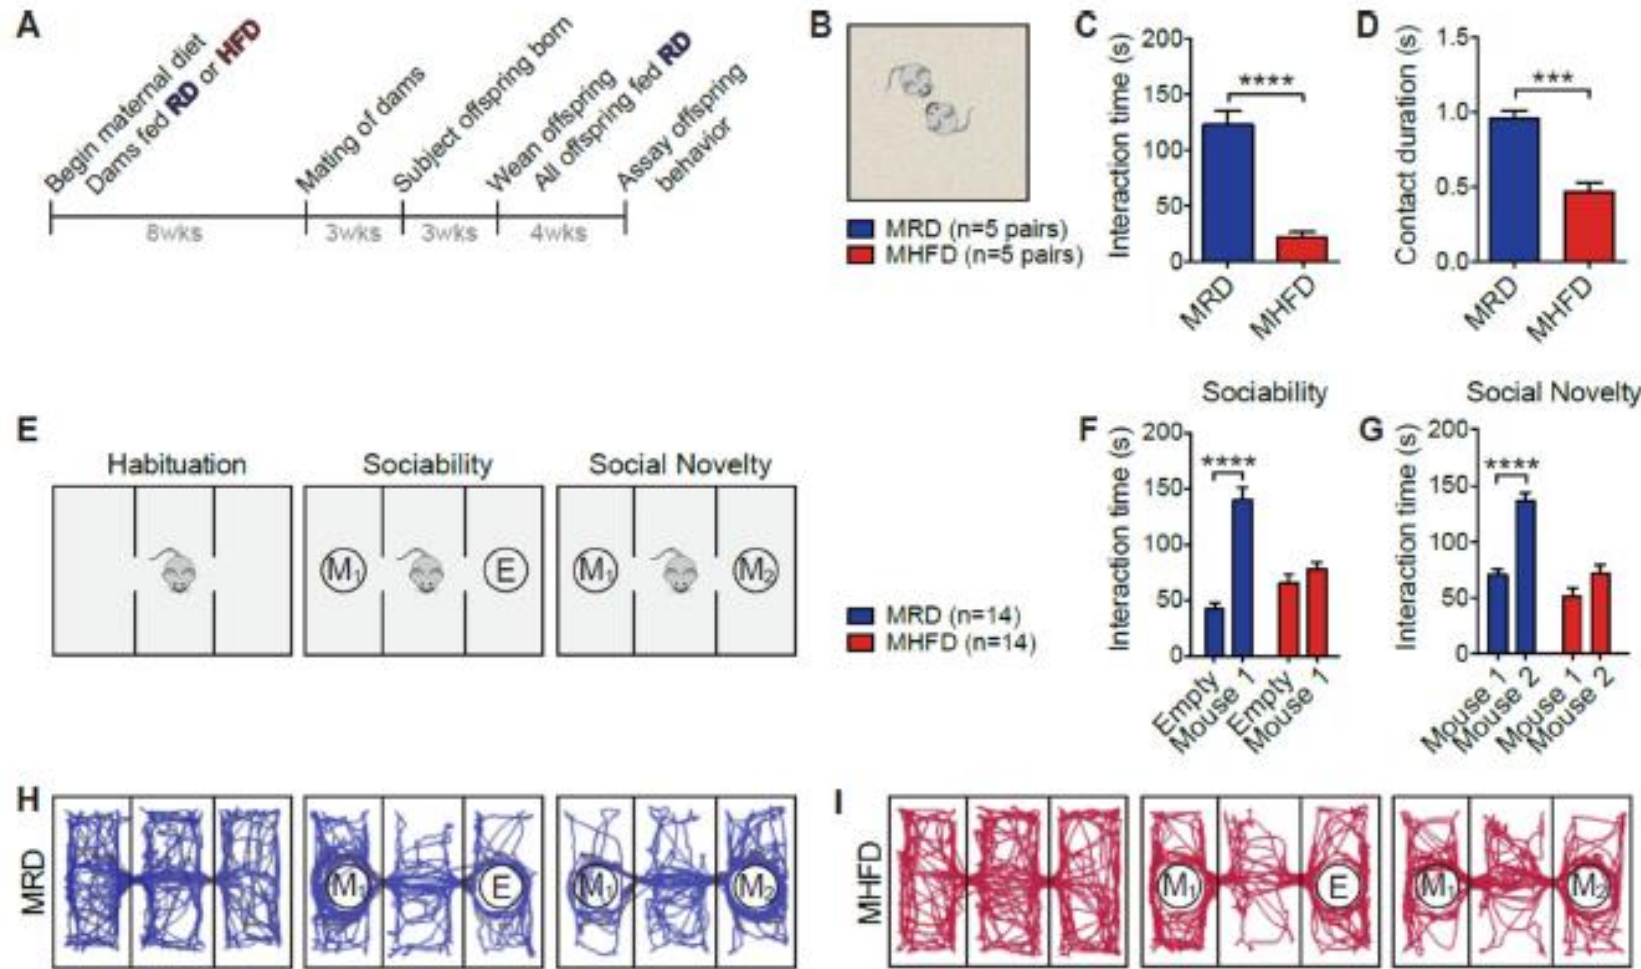 A
Begin maternal diet
Dams fed RD or HFD
Mating of dams
Subject offspring born
Wean offspring
All offspring fed RD
Assay offspring
behavior
8wks
3wks
3wks
4wks
B
MRD (n=5 pairs)
MHFD (n=5 pairs)
C
Interaction time (s)
200
150
100
50
0
****
MRD
MHFD
D
Contact duration (s)
1.5
1.0
0.5
0.0
***
MRD
MHFD
E
Habituation
Sociability
Social Novelty
M1
E
M1
M2
MRD (n=14)
MHFD (n=14)
Sociability
F
Interaction time (s)
200
150
100
50
0
****
Empty
Mouse 1
Empty
Mouse 1
Social Novelty
G
Interaction time (s)
200
150
100
50
0
****
Mouse 1
Mouse 2
Mouse 1
Mouse 2
H
MRD
M1
E
M1
M2
I
MHFD
M1
E
M1
M2